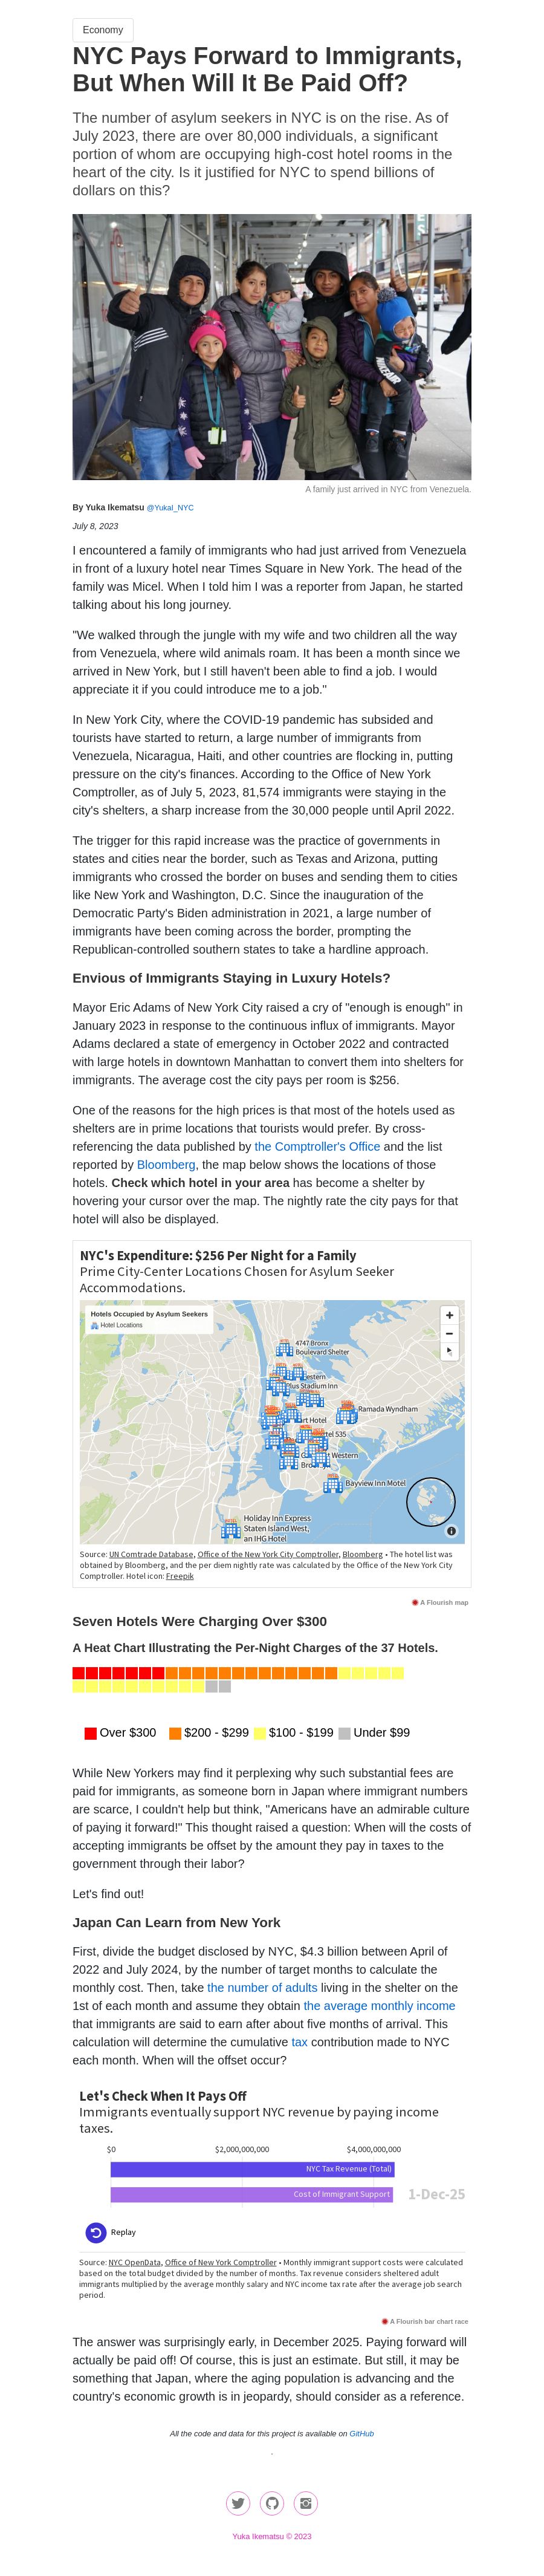 Economy
NYC Pays Forward to Immigrants,
But When Will It Be Paid Off?
The number of asylum seekers in NYC is on the rise. As of
July 2023, there are over 80,000 individuals, a significant
portion of whom are occupying high-cost hotel rooms in the
heart of the city. Is it justified for NYC to spend billions of
dollars on this?
A family just arrived in NYC from Venezuela.
By Yuka Ikematsu @YukaI_NYC
July 8, 2023
I encountered a family of immigrants who had just arrived from Venezuela
in front of a luxury hotel near Times Square in New York. The head of the
family was Micel. When I told him I was a reporter from Japan, he started
talking about his long journey.
"We walked through the jungle with my wife and two children all the way
from Venezuela, where wild animals roam. It has been a month since we
arrived in New York, but I still haven't been able to find a job. I would
appreciate it if you could introduce me to a job."
In New York City, where the COVID-19 pandemic has subsided and
tourists have started to return, a large number of immigrants from
Venezuela, Nicaragua, Haiti, and other countries are flocking in, putting
pressure on the city's finances. According to the Office of New York
Comptroller, as of July 5, 2023, 81,574 immigrants were staying in the
city's shelters, a sharp increase from the 30,000 people until April 2022.
The trigger for this rapid increase was the practice of governments in
states and cities near the border, such as Texas and Arizona, putting
immigrants who crossed the border on buses and sending them to cities
like New York and Washington, D.C. Since the inauguration of the
Democratic Party's Biden administration in 2021, a large number of
immigrants have been coming across the border, prompting the
Republican-controlled southern states to take a hardline approach.
Envious of Immigrants Staying in Luxury Hotels?
Mayor Eric Adams of New York City raised a cry of "enough is enough" in
January 2023 in response to the continuous influx of immigrants. Mayor
Adams declared a state of emergency in October 2022 and contracted
with large hotels in downtown Manhattan to convert them into shelters for
immigrants. The average cost the city pays per room is $256.
One of the reasons for the high prices is that most of the hotels used as
shelters are in prime locations that tourists would prefer. By cross-
referencing the data published by the Comptroller's Office and the list
reported by Bloomberg, the map below shows the locations of those
hotels. Check which hotel in your area has become a shelter by
hovering your cursor over the map. The nightly rate the city pays for that
hotel will also be displayed.
NYC's Expenditure: $256 Per Night for a Family
Prime City-Center Locations Chosen for Asylum Seeker
Accommodations.
Hotels Occupied by Asylum Seekers
Hotel Locations
4747 Bronx
Boulevard Shelter
Stadium Inn
Ramada Wyndham
Hotel
535
Western
Bayview Inn Motel
Holiday Inn Express
Staten Island West,
an IHG Hotel
Source: UN Comtrade Database, Office of the New York City Comptroller, Bloomberg • The hotel list was
obtained by Bloomberg, and the per diem nightly rate was calculated by the Office of the New York City
Comptroller. Hotel icon: Freepik
A Flourish map
Seven Hotels Were Charging Over $300
A Heat Chart Illustrating the Per-Night Charges of the 37 Hotels.
Over $300 $200 - $299 $100 - $199 Under $99
While New Yorkers may find it perplexing why such substantial fees are
paid for immigrants, as someone born in Japan where immigrant numbers
are scarce, I couldn't help but think, "Americans have an admirable culture
of paying it forward!" This thought raised a question: When will the costs of
accepting immigrants be offset by the amount they pay in taxes to the
government through their labor?
Let's find out!
Japan Can Learn from New York
First, divide the budget disclosed by NYC, $4.3 billion between April of
2022 and July 2024, by the number of target months to calculate the
monthly cost. Then, take the number of adults living in the shelter on the
1st of each month and assume they obtain the average monthly income
that immigrants are said to earn after about five months of arrival. This
calculation will determine the cumulative tax contribution made to NYC
each month. When will the offset occur?
Let's Check When It Pays Off
Immigrants eventually support NYC revenue by paying income
taxes.
$0 $2,000,000,000 $4,000,000,000
NYC Tax Revenue (Total)
Cost of Immigrant Support 1-Dec-25
Replay
Source: NYC OpenData, Office of New York Comptroller • Monthly immigrant support costs were calculated
based on the total budget divided by the number of months. Tax revenue considers sheltered adult
immigrants multiplied by the average monthly salary and NYC income tax rate after the average job search
period.
A Flourish bar chart race
The answer was surprisingly early, in December 2025. Paying forward will
actually be paid off! Of course, this is just an estimate. But still, it may be
something that Japan, where the aging population is advancing and the
country's economic growth is in jeopardy, should consider as a reference.
All the code and data for this project is available on GitHub
.
Yuka Ikematsu © 2023